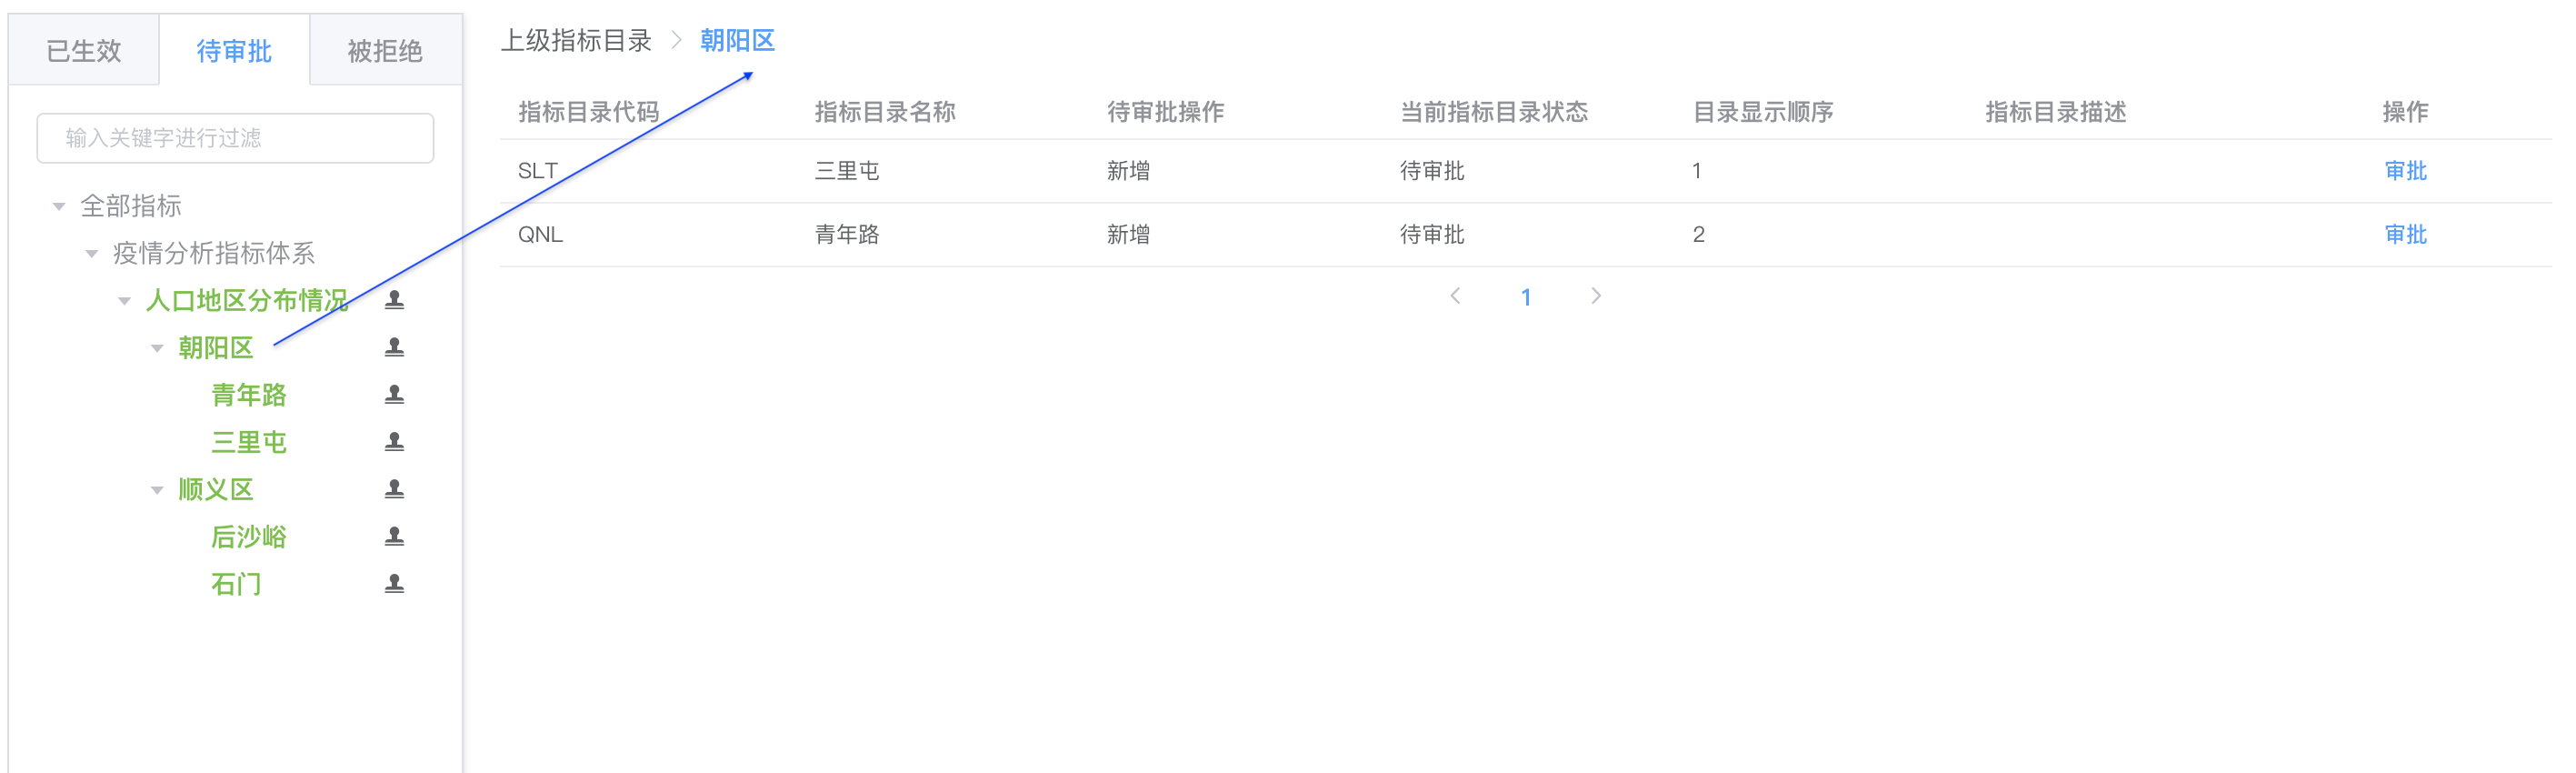 已生效 待审批 被拒绝
输入关键字进行过滤
全部指标
疫情分析指标体系
人口地区分布情况
朝阳区
青年路
三里屯
顺义区
后沙峪
石门
上级指标目录 > 朝阳区
指标目录代码 指标目录名称 待审批操作 当前指标目录状态 目录显示顺序 指标目录描述 操作
SLT 三里屯 新增 待审批 1 审批
QNL 青年路 新增 待审批 2 审批
< 1 >